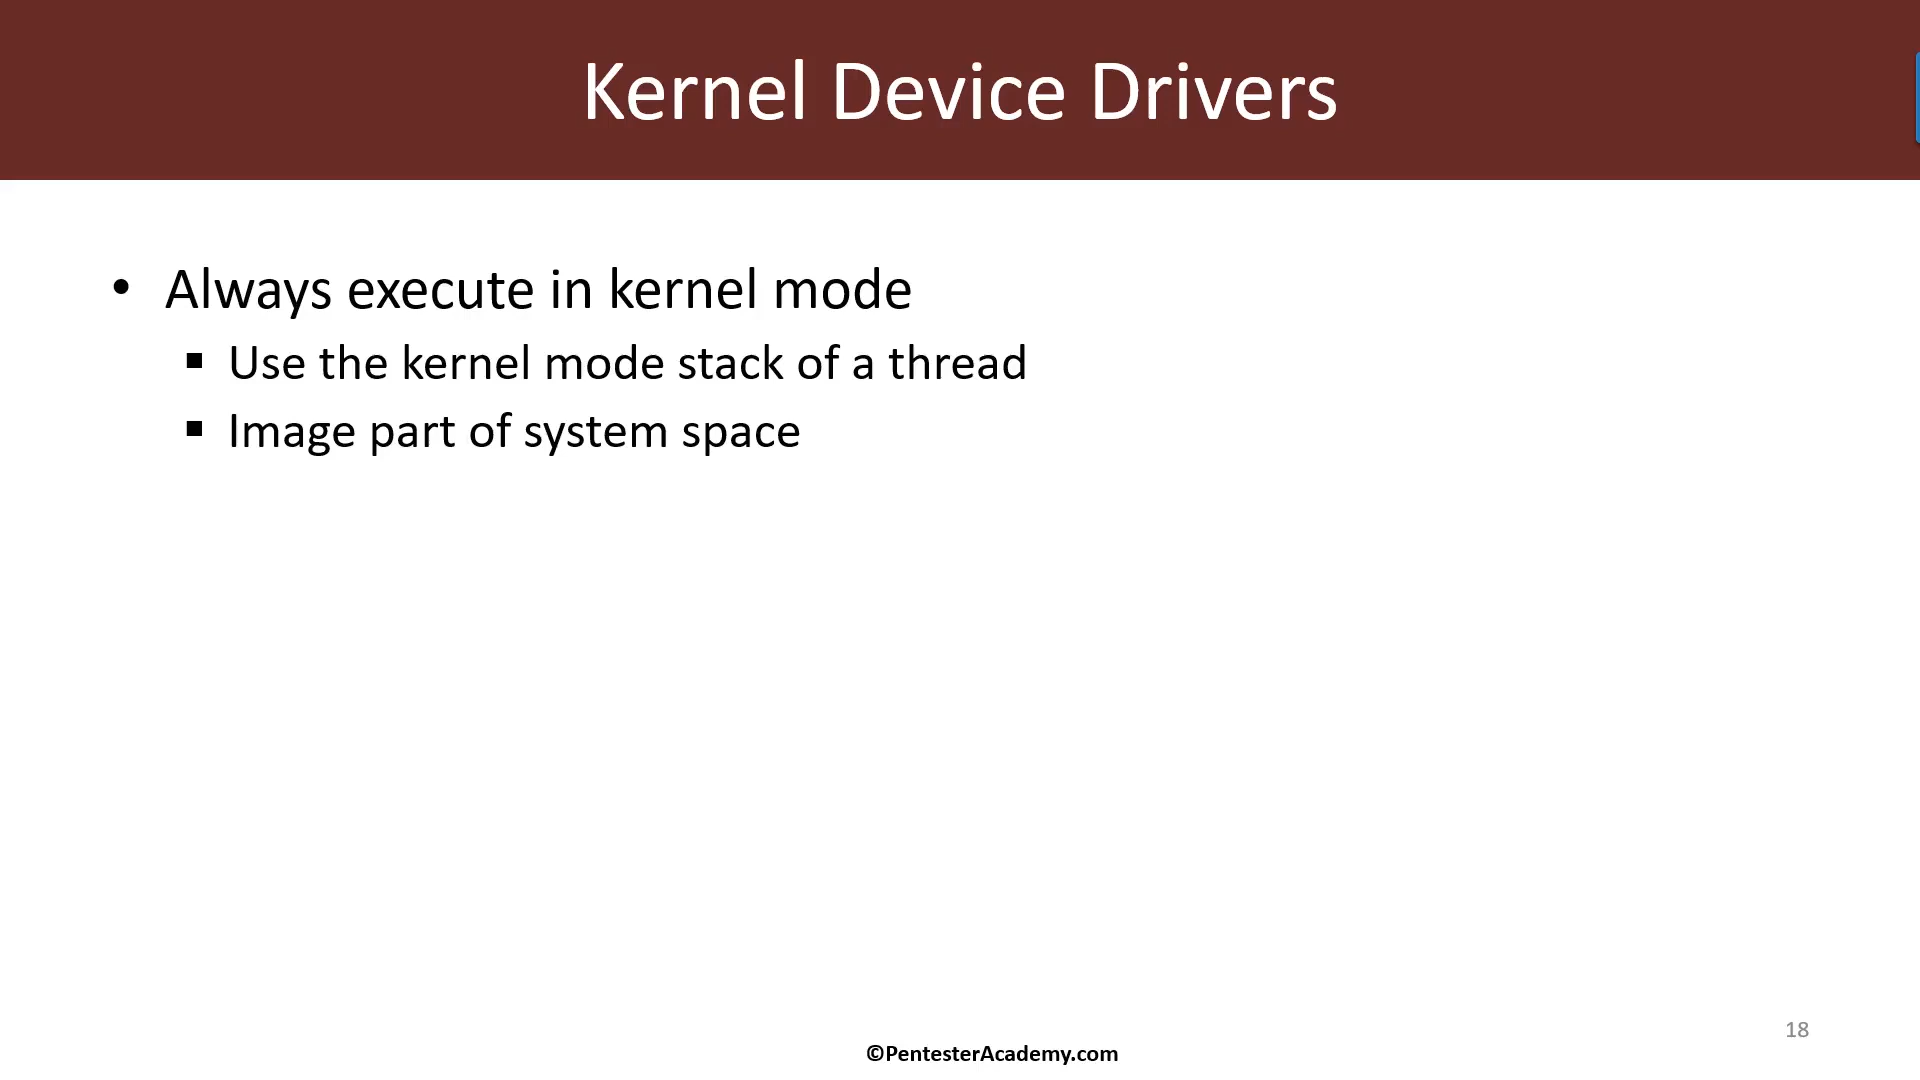 Kernel Device Drivers
• Always execute in kernel mode
▪ Use the kernel mode stack of a thread
▪ Image part of system space
18
©PentesterAcademy.com